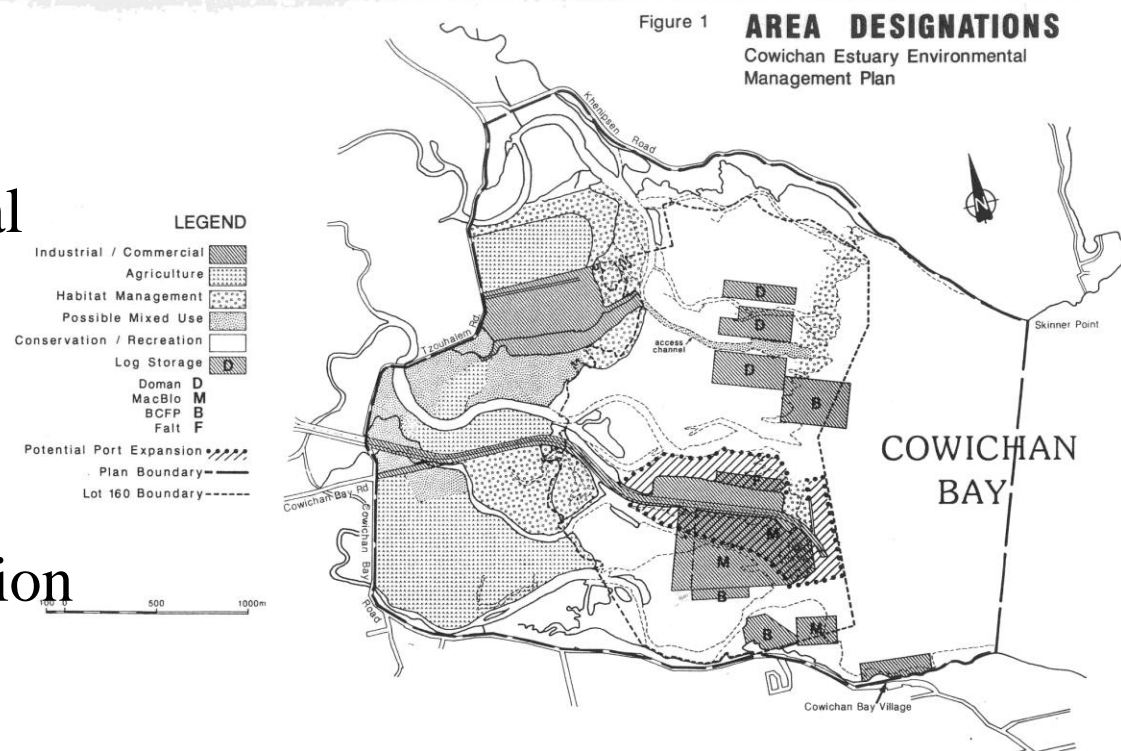 Figure 1
AREA DESIGNATIONS
Cowichan Estuary Environmental
Management Plan
al
ion
LEGEND
Industrial / Commercial
Agriculture
Habitat Management
Possible Mixed Use
Conservation / Recreation
Log Storage D
Doman D
MacBlo M
BCFP B
Falt F
Potential Port Expansion
Plan Boundary
Lot 160 Boundary
100 0 500 1000m
Khenipsen Road
N
Skinner Point
Tzouhalem Rd
access
channel
D
D
D
B
COWICHAN
BAY
Cowichan Bay Rd
Cowichan Bay Road
F
M
M
B
B
M
Cowichan Bay Village